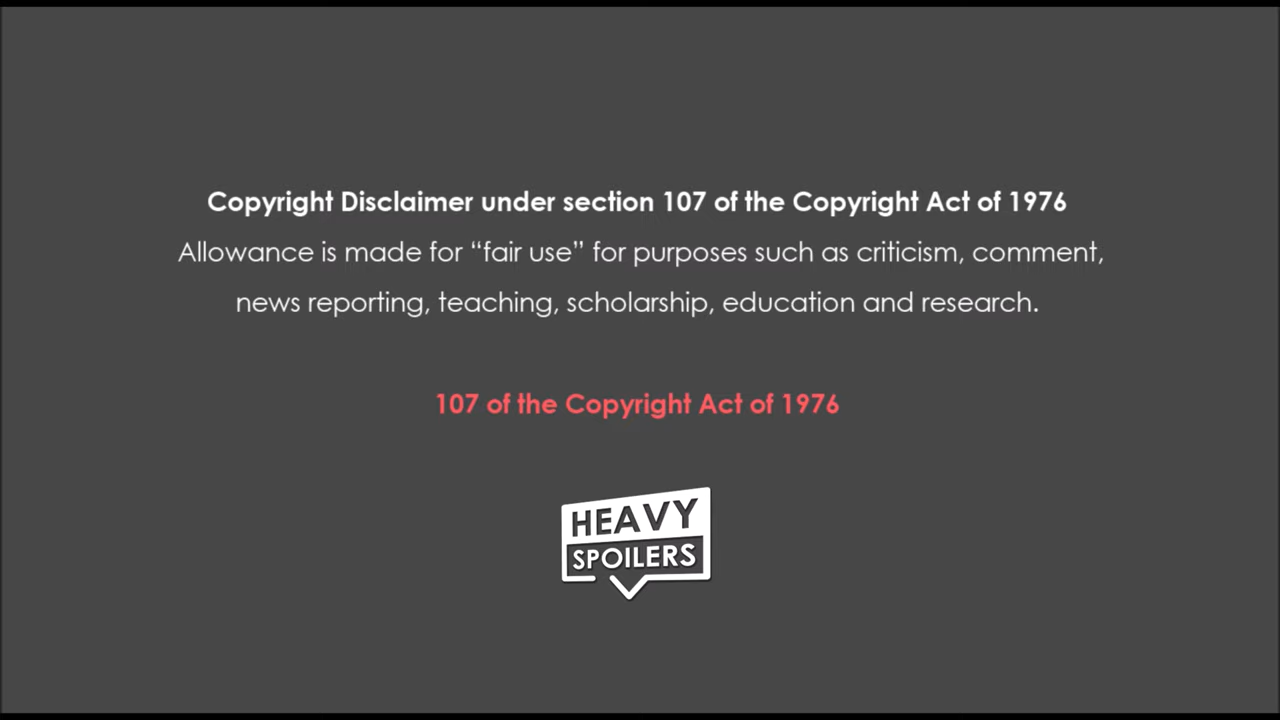 Copyright Disclaimer under section 107 of the Copyright Act of 1976
Allowance is made for “fair use” for purposes such as criticism, comment,
news reporting, teaching, scholarship, education and research.
107 of the Copyright Act of 1976
HEAVY
SPOILERS